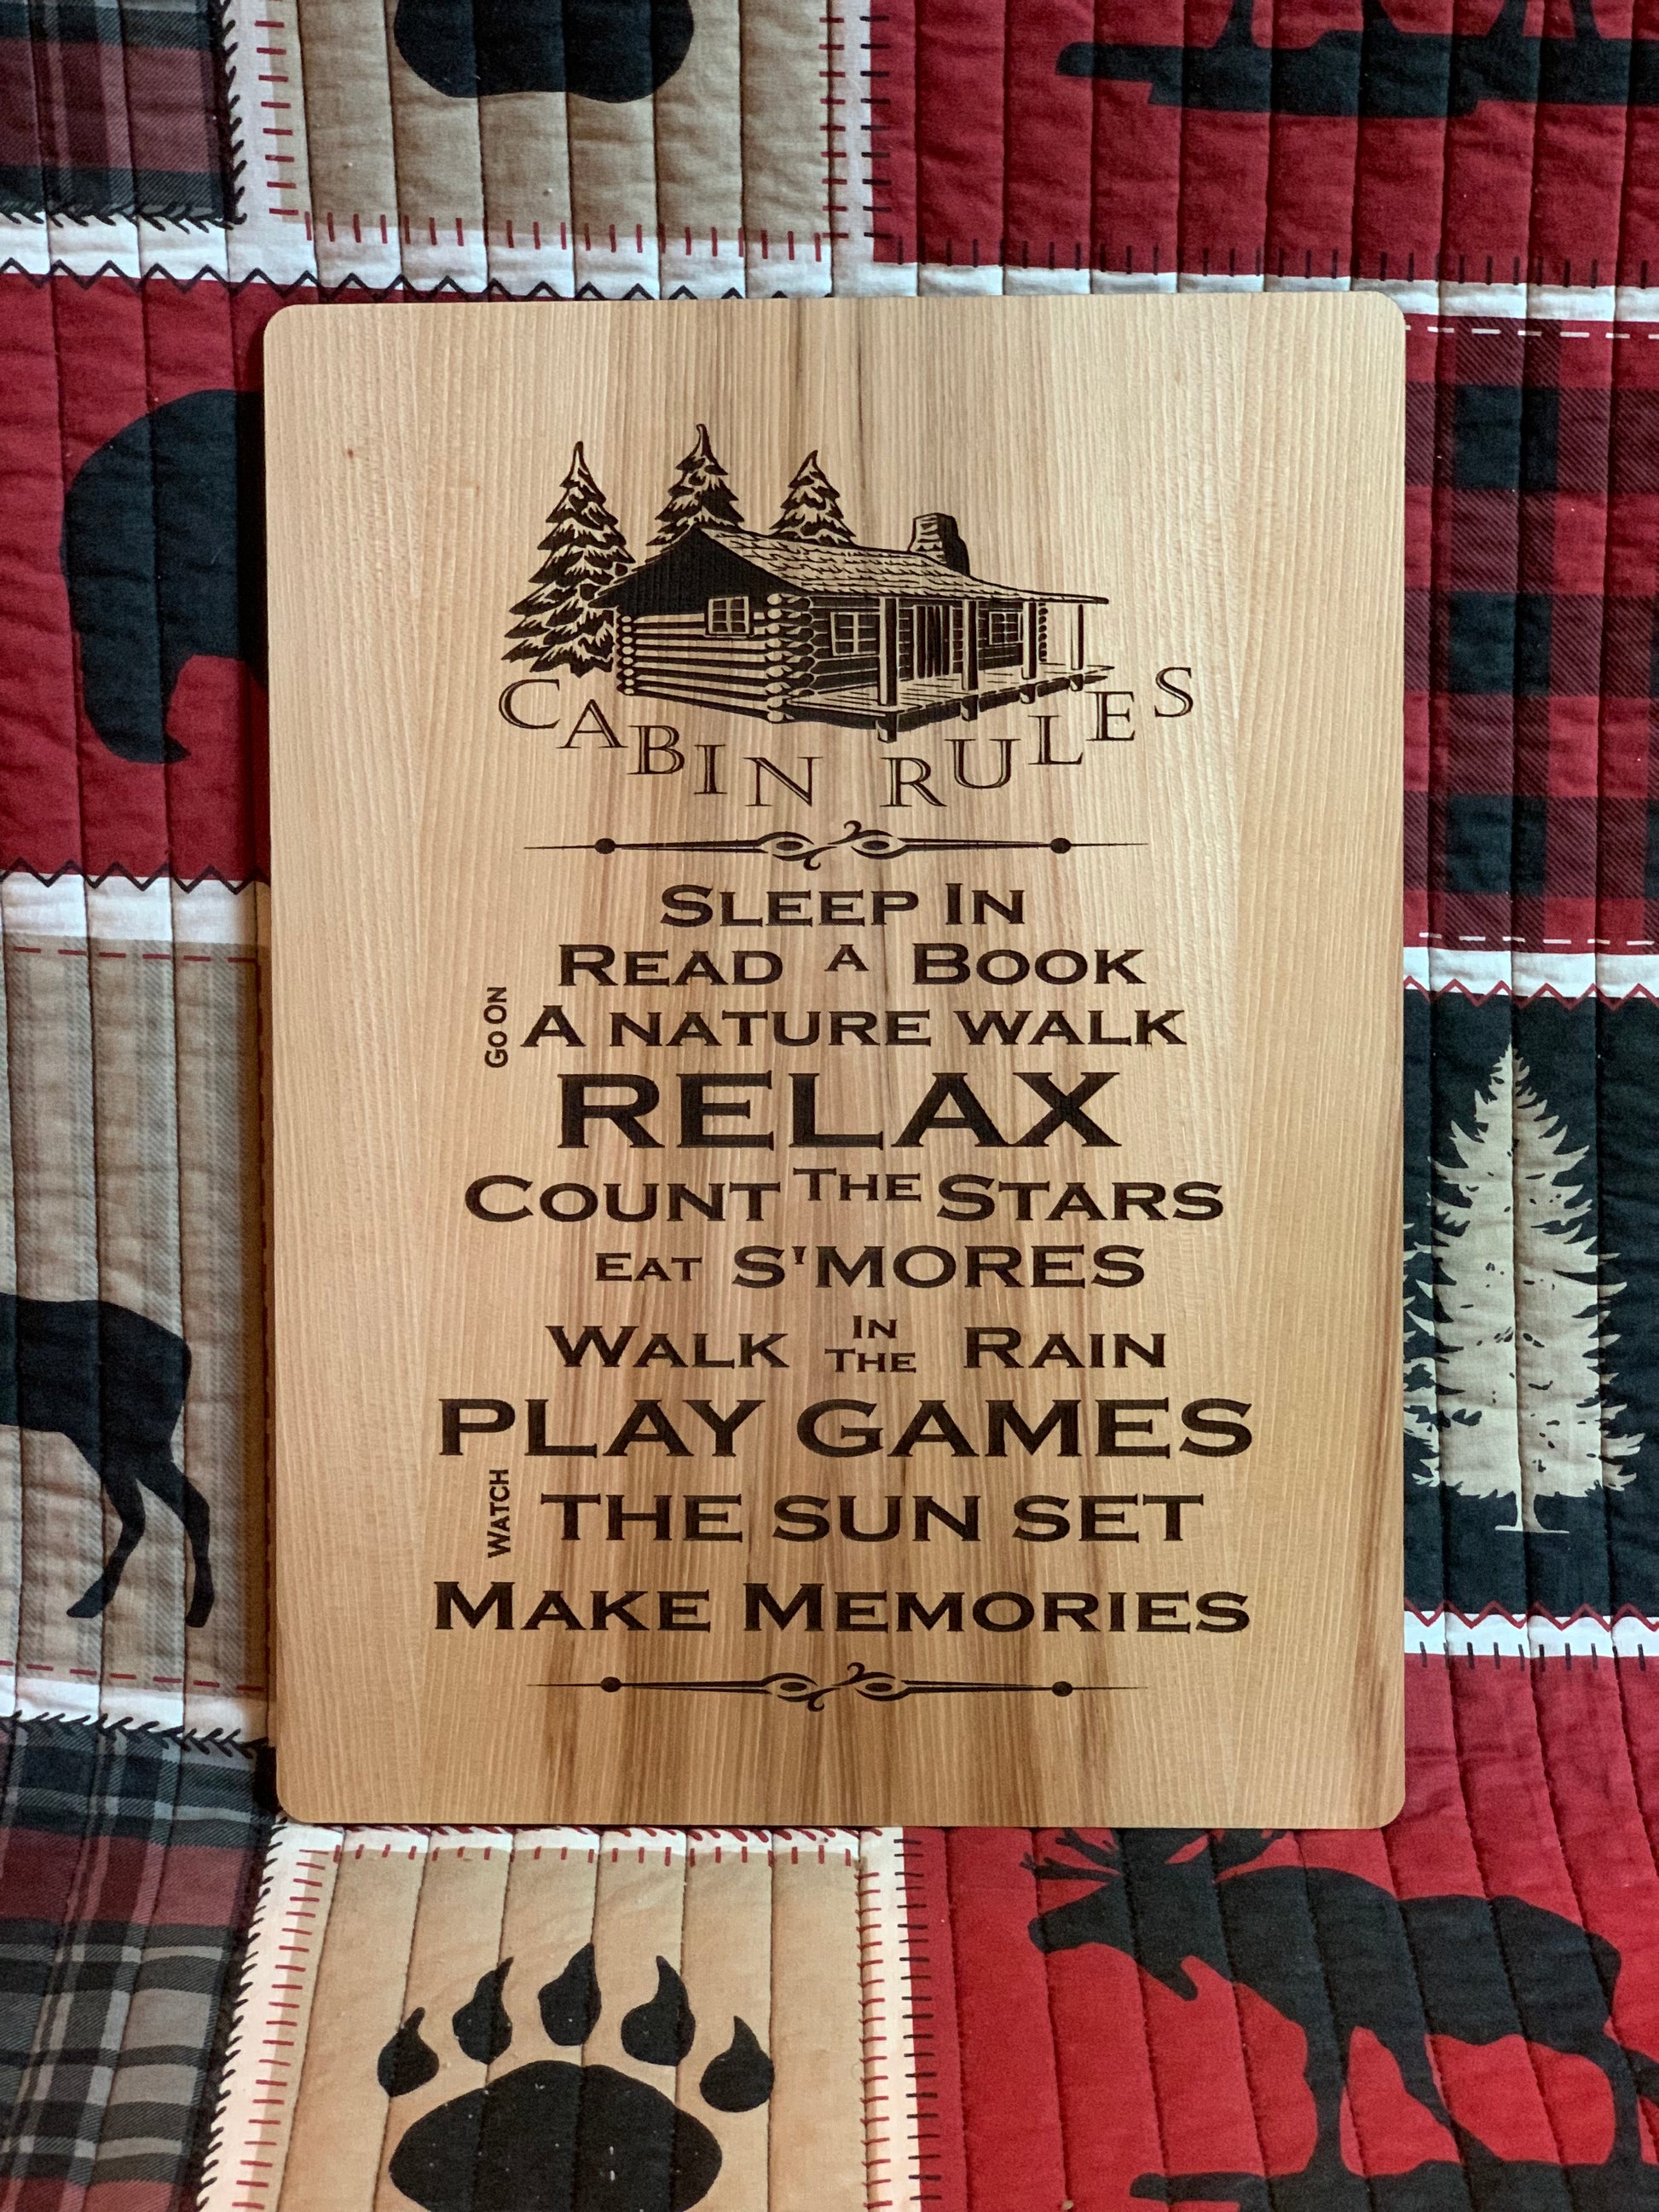 CABIN RULES
SLEEP IN
READ A BOOK
GO ON A NATURE WALK
RELAX
COUNT THE STARS
EAT S'MORES
WALK IN THE RAIN
PLAY GAMES
WATCH THE SUN SET
MAKE MEMORIES